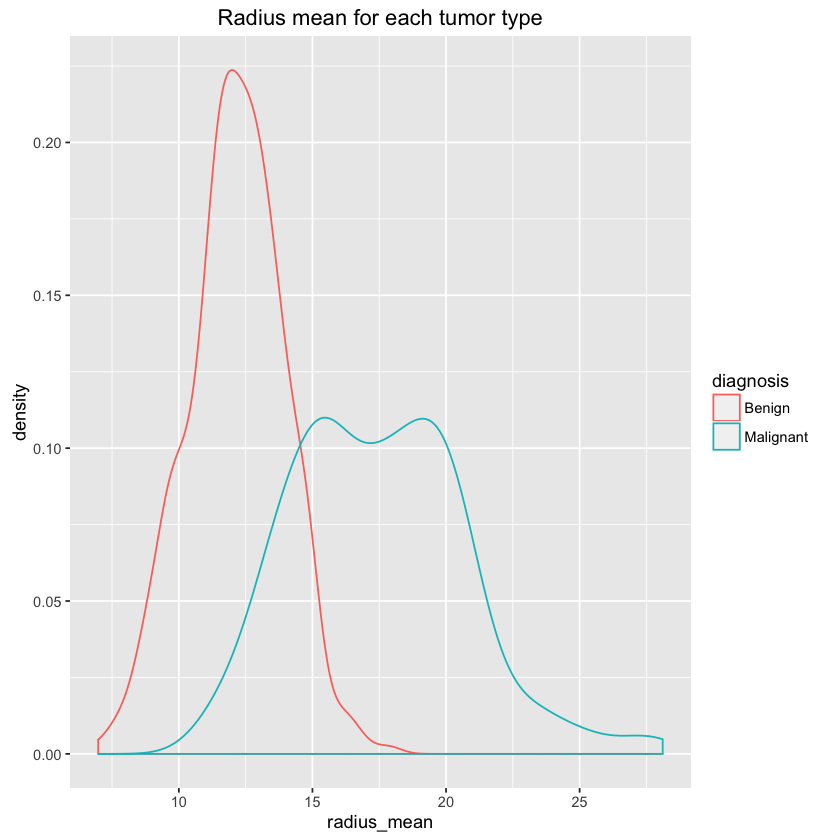 Radius mean for each tumor type
density
0.20
0.15
0.10
0.05
0.00
10 15 20 25
radius_mean
diagnosis
Benign
Malignant